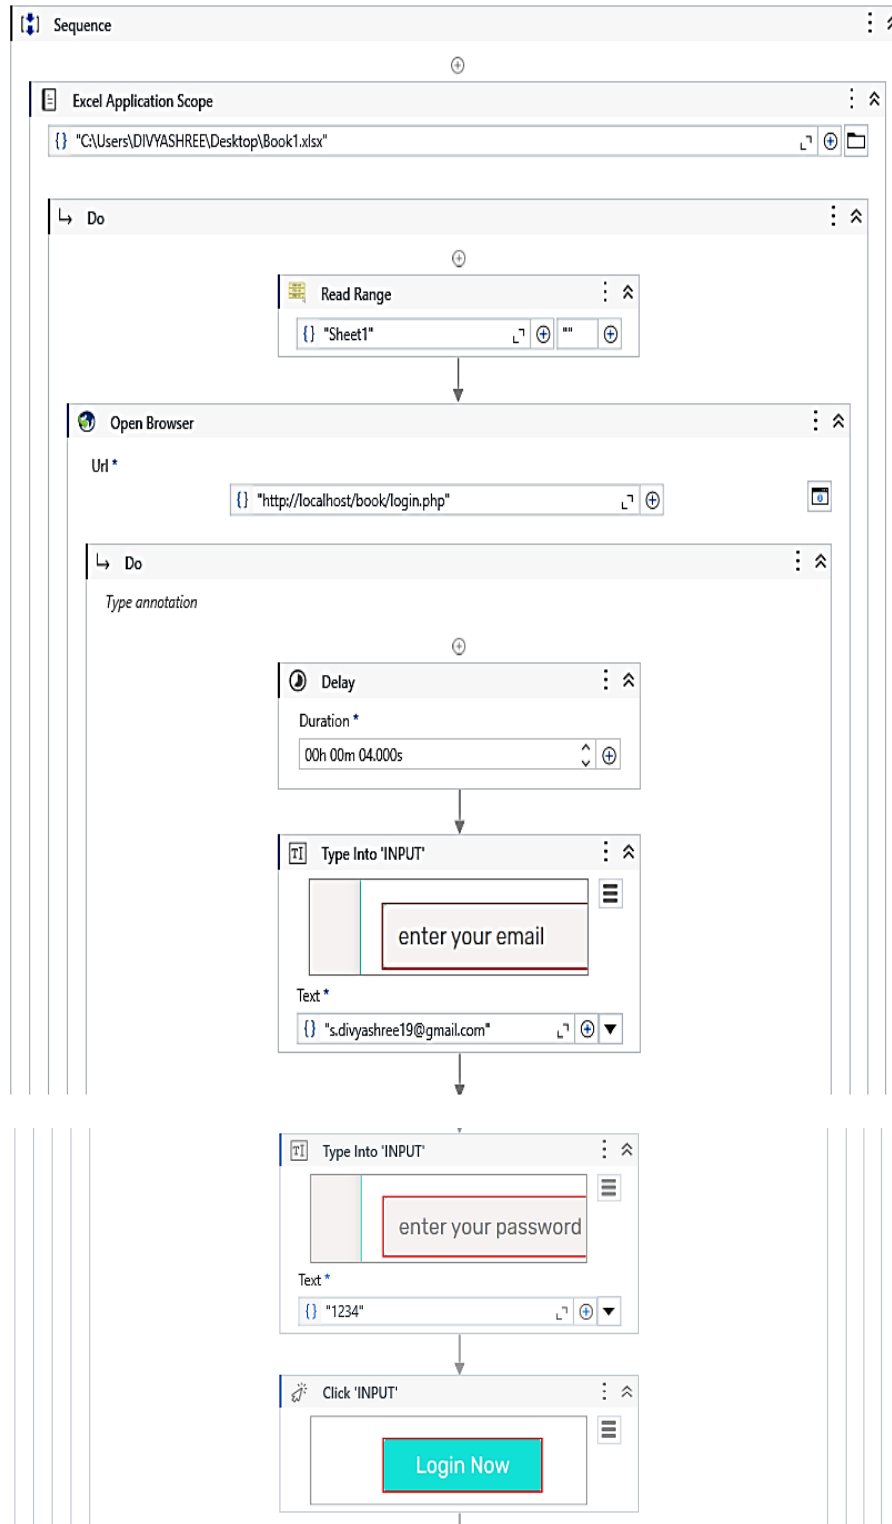 Sequence
Excel Application Scope
"C:\Users\DIVYASHREE\Desktop\Book1.xlsx"
Do
Read Range
"Sheet1" ""
Open Browser
Url *
"http://localhost/book/login.php"
Do
Type annotation
Delay
Duration *
00h 00m 04.000s
Type Into 'INPUT'
enter your email
Text *
"s.divyashree19@gmail.com"
Type Into 'INPUT'
enter your password
Text *
"1234"
Click 'INPUT'
Login Now